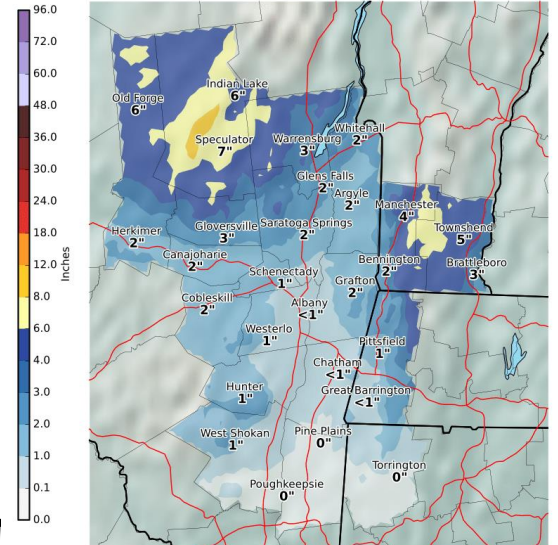 96.0
72.0
60.0
48.0
36.0
30.0
24.0
18.0
12.0
8.0
6.0
4.0
3.0
2.0
1.0
0.1
0.0
Inches
Old Forge
6"
Indian Lake
6"
Speculator
7"
Warrensburg
3"
Whitehall
2"
Glens Falls
2"
Argyle
2"
Manchester
4"
Townshend
5"
Herkimer
2"
Gloversville
3"
Saratoga Springs
2"
Canajoharie
2"
Schenectady
1"
Bennington
2"
Brattleboro
3"
Grafton
2"
Cobleskill
2"
Albany
<1"
Westerlo
1"
Pittsfield
1"
Chatham
<1"
Hunter
1"
Great Barrington
<1"
West Shokan
1"
Pine Plains
0"
Torrington
0"
Poughkeepsie
0"